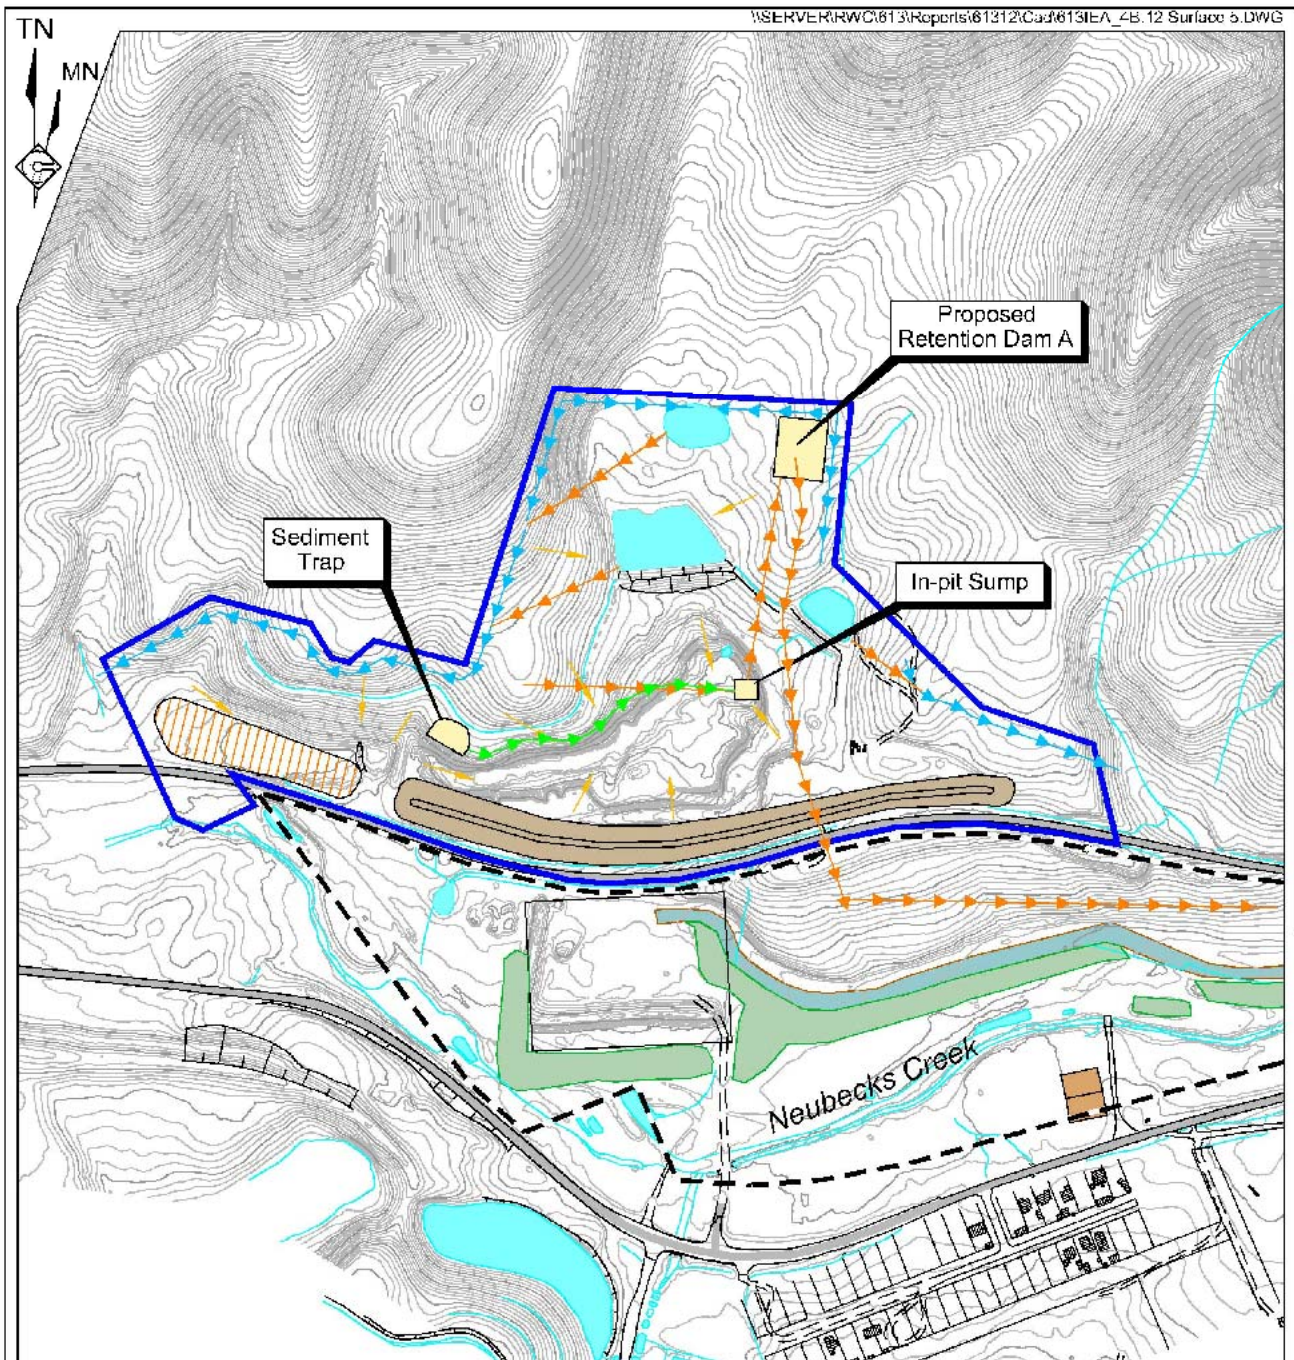 \\SERVER\RWC\613\Reports\61312\Cad\613IEA_4B.12 Surface 5.DWG
TN
MN
Proposed
Retention Dam A
Sediment
Trap
In-pit Sump
Neubecks Creek